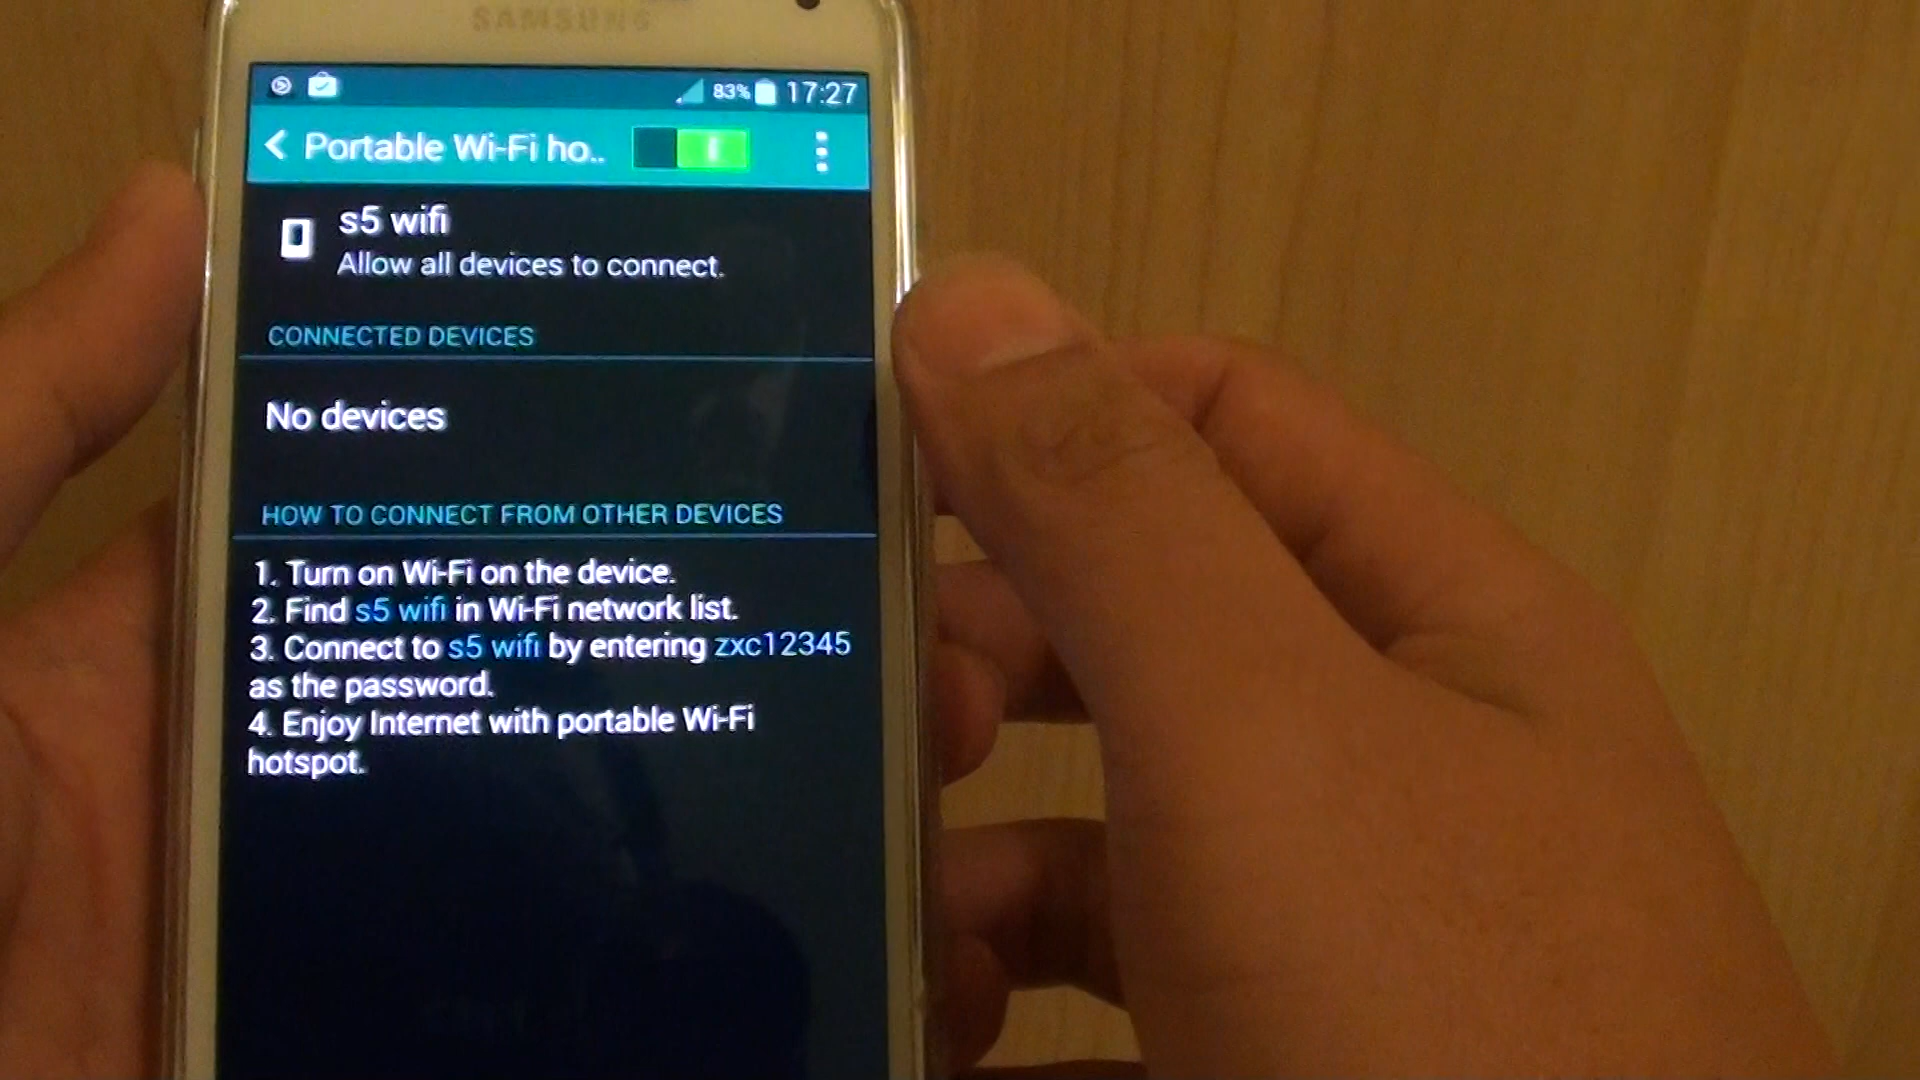 SAMSUNG
83% 17:27
Portable Wi-Fi ho..
s5 wifi
Allow all devices to connect.
CONNECTED DEVICES
No devices
HOW TO CONNECT FROM OTHER DEVICES
1. Turn on Wi-Fi on the device.
2. Find s5 wifi in Wi-Fi network list.
3. Connect to s5 wifi by entering zxc12345
as the password.
4. Enjoy Internet with portable Wi-Fi
hotspot.